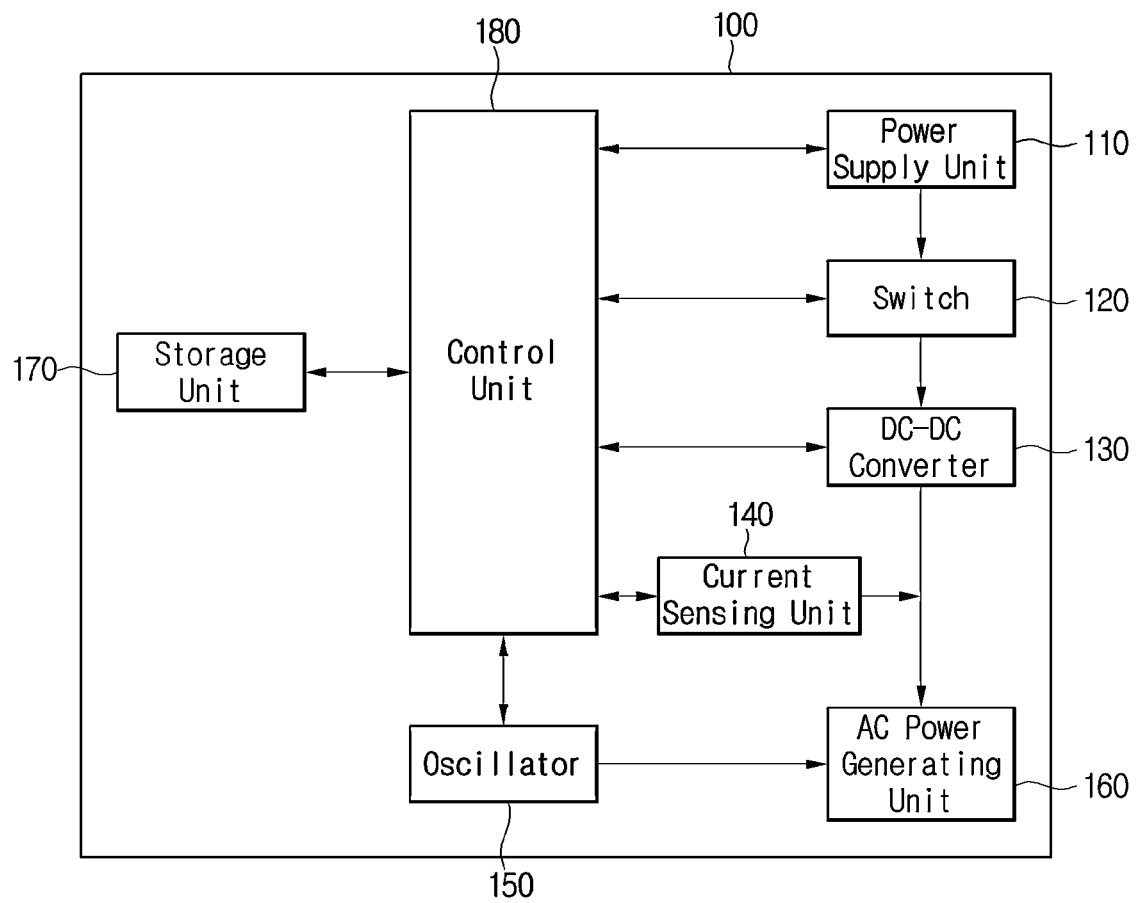 180
100
Power
Supply Unit
110
Switch
120
Control
Unit
Storage
Unit
170
DC-DC
Converter
130
140
Current
Sensing Unit
Oscillator
150
AC Power
Generating
Unit
160